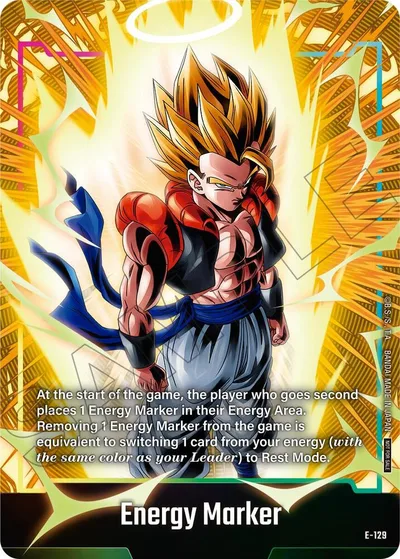 SAMPLE
At the start of the game, the player who goes second
places 1 Energy Marker in their Energy Area.
Removing 1 Energy Marker from the game is
equivalent to switching 1 card from your energy (with
the same color as your Leader) to Rest Mode.
Energy Marker
E-129
©B.S./S.,T.A. BANDAI MADE IN JAPAN
NOT FOR SALE